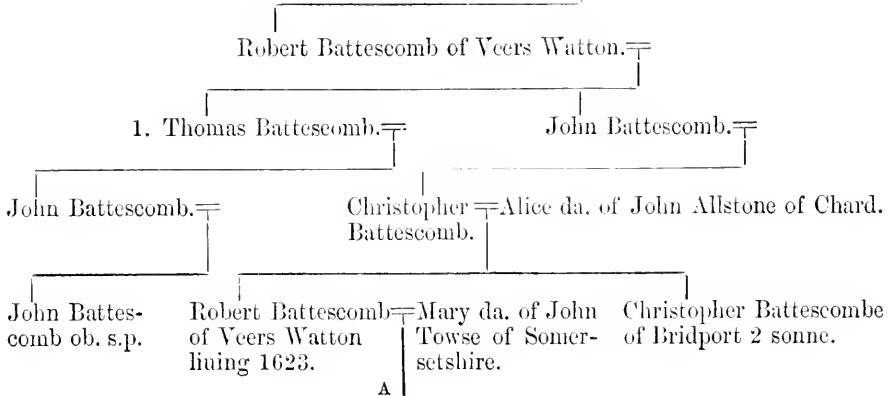 Robert Battescomb of Veers Watton.
1. Thomas Battescomb.
John Battescomb.
John Battescomb.
Christopher
Battescomb.
Alice da. of John Allstone of Chard.
John Battes-
comb ob. s.p.
Robert Battescomb
of Veers Watton
liuing 1623.
Mary da. of John
Towse of Somer-
setshire.
Christopher Battescombe
of Bridport 2 sonne.
A